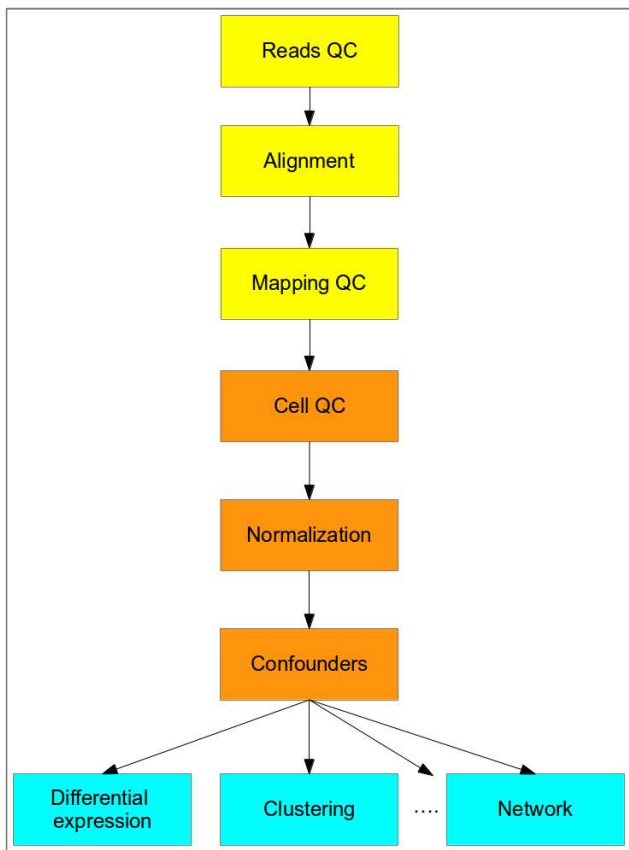 Reads QC
Alignment
Mapping QC
Cell QC
Normalization
Confounders
Differential
expression
Clustering
....
Network